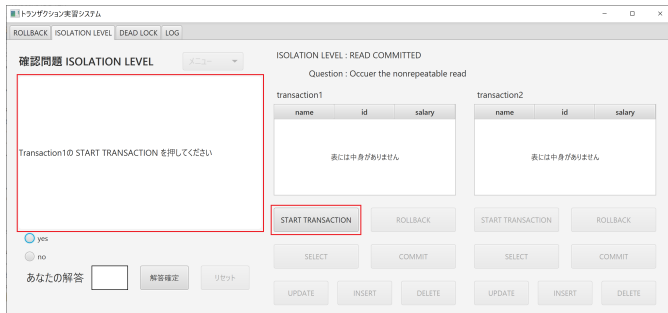 トランザクション実習システム
ROLLBACK ISOLATION LEVEL DEAD LOCK LOG
確認問題 ISOLATION LEVEL
メニュー
Transaction1の START TRANSACTION を押してください
yes
no
あなたの解答
解答確定
リセット
ISOLATION LEVEL : READ COMMITTED
Question : Occuer the nonrepeatable read
transaction1
name id salary
表には中身がありません
START TRANSACTION ROLLBACK
SELECT COMMIT
UPDATE INSERT DELETE
transaction2
name id salary
表には中身がありません
START TRANSACTION ROLLBACK
SELECT COMMIT
UPDATE INSERT DELETE